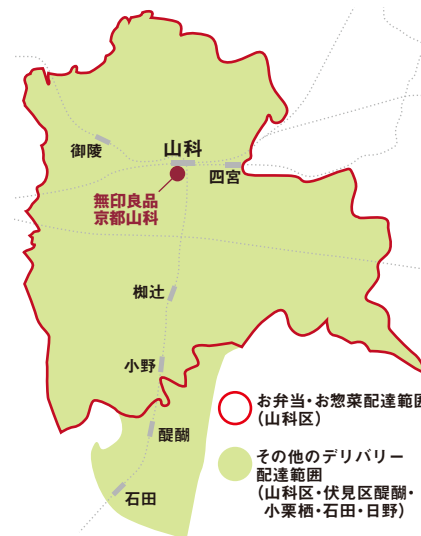 御陵
山科
四宮
無印良品
京都山科
椥辻
小野
醍醐
石田
お弁当・お惣菜配達範囲
(山科区)
その他のデリバリー
配達範囲
(山科区・伏見区醍醐・
小栗栖・石田・日野)